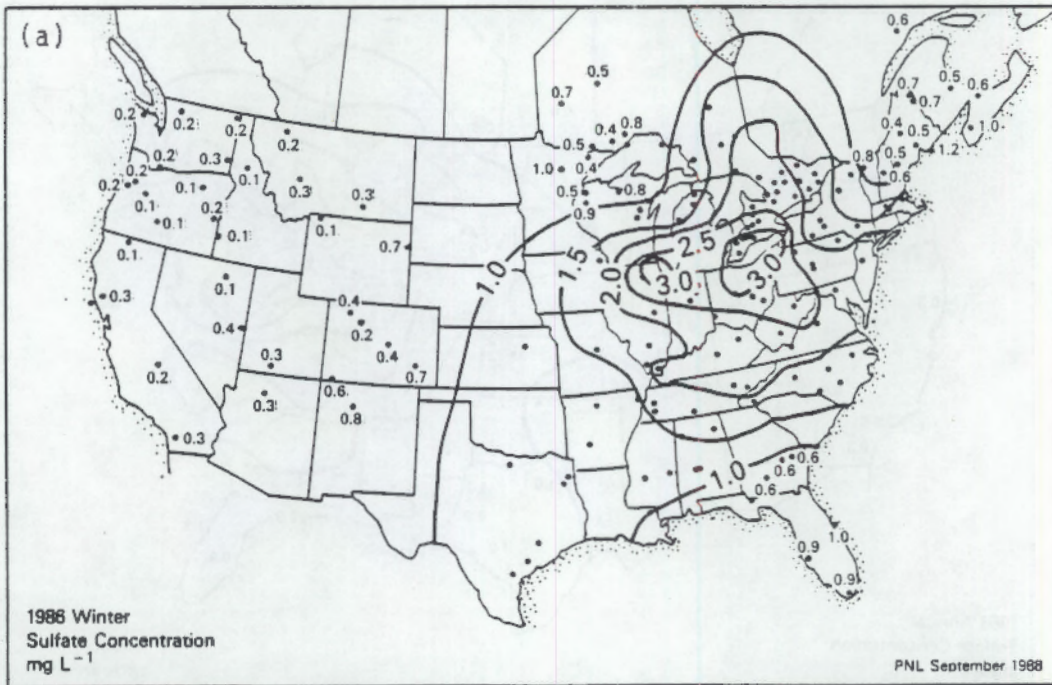 (a)
0.6
0.5
0.7
0.7 0.5 0.6
0.7
0.2 0.2 0.2 0.2
0.4 0.8
0.8 0.5 1.0
0.5
0.4
1.2
0.2 0.3 0.1
1.0
0.5
0.6
0.2 0.2 0.1 0.3 0.3
0.5 0.8
0.1 0.2 0.1
0.9
0.1 0.1
0.1 0.7
1.0 1.5 2.0 2.5 3.0 3.0
0.1
0.3 0.4
0.4 0.2
0.2 0.3 0.4 0.7
0.6
0.3 0.8
0.3
1.0 0.6
0.6
0.6
1.0
0.9
0.9
1986 Winter
Sulfate Concentration
mg L⁻¹
PNL September 1988